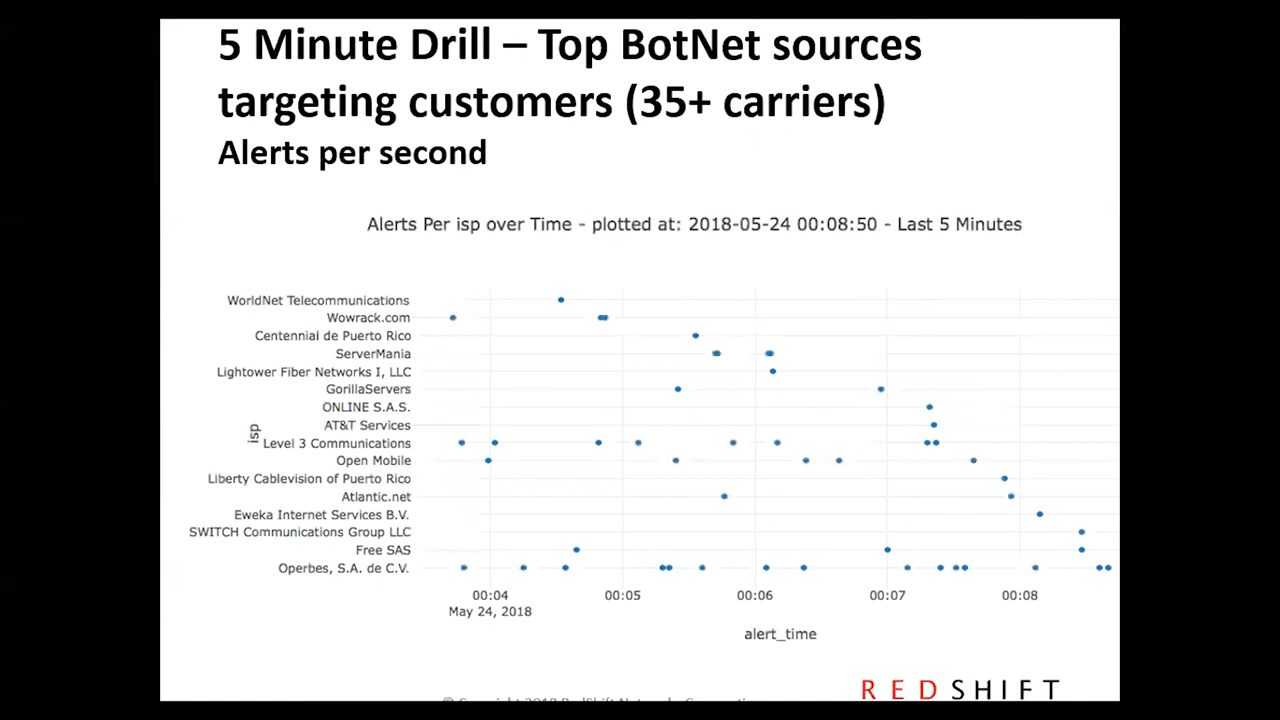 5 Minute Drill – Top BotNet sources
targeting customers (35+ carriers)
Alerts per second
Alerts Per isp over Time - plotted at: 2018-05-24 00:08:50 - Last 5 Minutes
WorldNet Telecommunications
Wowrack.com
Centennial de Puerto Rico
ServerMania
Lightower Fiber Networks I, LLC
GorillaServers
ONLINE S.A.S.
AT&T Services
isp
Level 3 Communications
Open Mobile
Liberty Cablevision of Puerto Rico
Atlantic.net
Eweka Internet Services B.V.
SWITCH Communications Group LLC
Free SAS
Operbes, S.A. de C.V.
00:04 00:05 00:06 00:07 00:08
May 24, 2018
alert_time
REDSHIFT